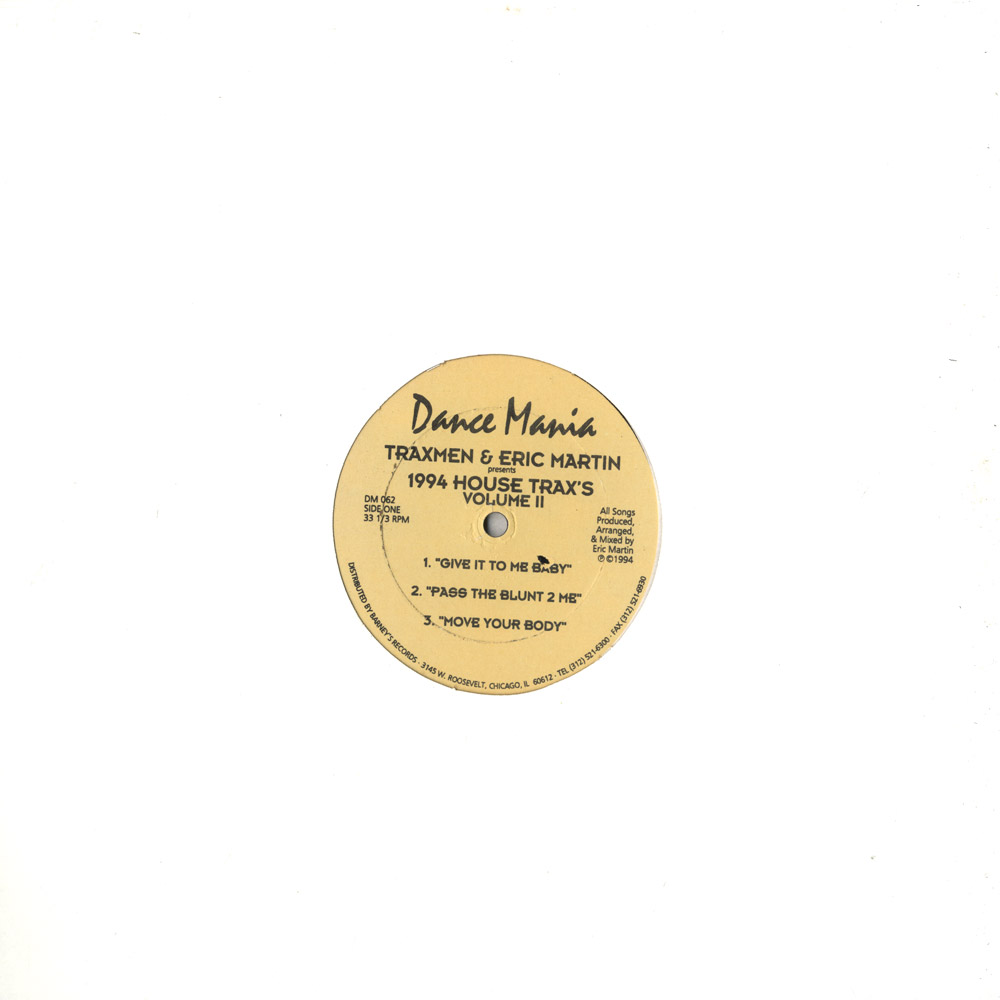 Dance Mania
TRAXMEN & ERIC MARTIN
presents
1994 HOUSE TRAX'S
VOLUME II
DM 062
SIDE ONE
33 1/3 RPM
All Songs
Produced,
Arranged,
& Mixed by
Eric Martin
℗©1994
1. "GIVE IT TO ME BABY"
2. "PASS THE BLUNT 2 ME"
3. "MOVE YOUR BODY"
DISTRIBUTED BY BARNEY'S RECORDS · 3145 W. ROOSEVELT, CHICAGO, IL 60612 · TEL (312) 521-6300 · FAX (312) 521-6930